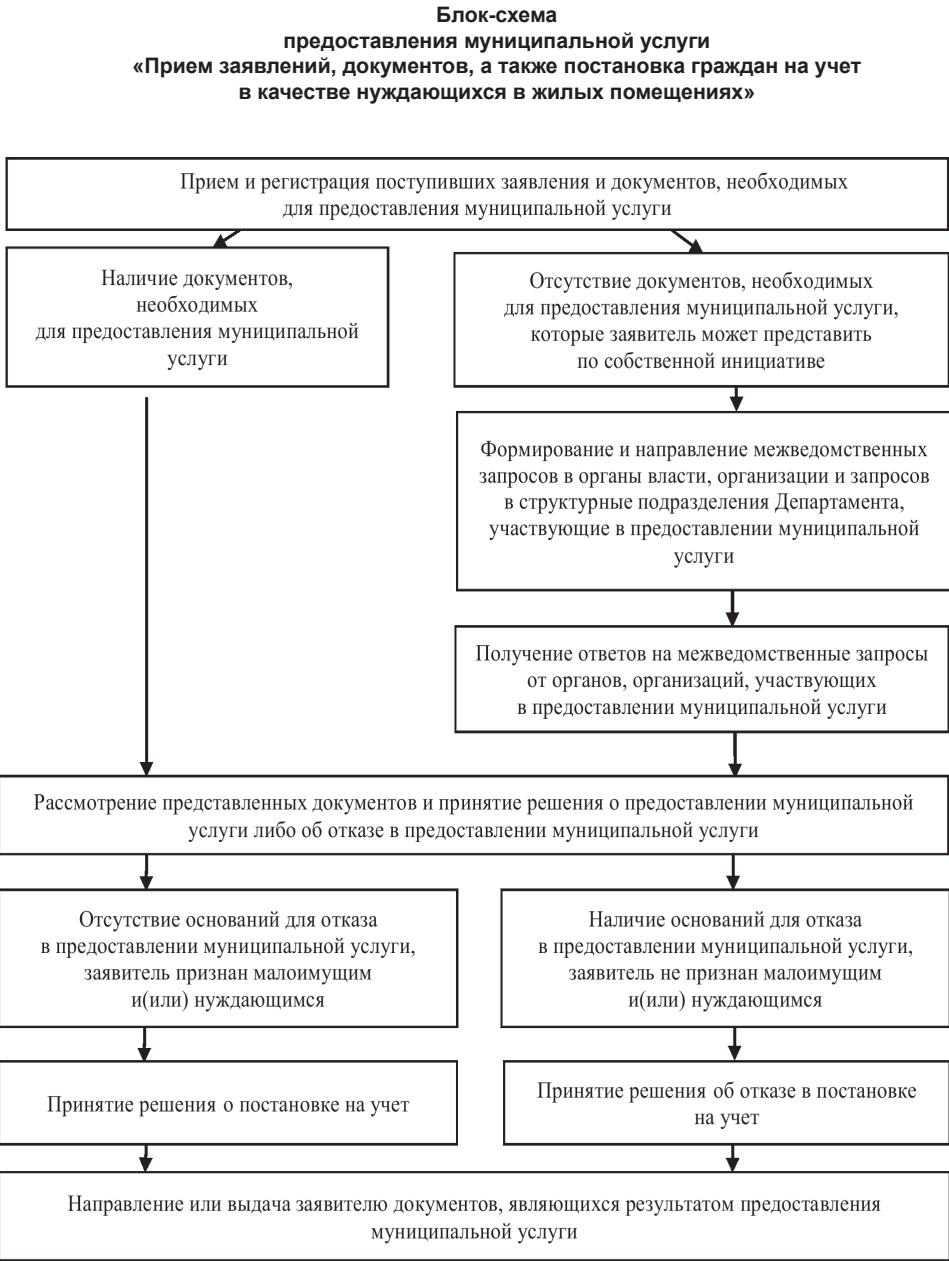 Блок-схема
предоставления муниципальной услуги
«Прием заявлений, документов, а также постановка граждан на учет
в качестве нуждающихся в жилых помещениях»
Прием и регистрация поступивших заявления и документов, необходимых
для предоставления муниципальной услуги
Наличие документов,
необходимых
для предоставления муниципальной
услуги
Отсутствие документов, необходимых
для предоставления муниципальной услуги,
которые заявитель может представить
по собственной инициативе
Формирование и направление межведомственных
запросов в органы власти, организации и запросов
в структурные подразделения Департамента,
участвующие в предоставлении муниципальной
услуги
Получение ответов на межведомственные запросы
от органов, организаций, участвующих
в предоставлении муниципальной услуги
Рассмотрение представленных документов и принятие решения о предоставлении муниципальной
услуги либо об отказе в предоставлении муниципальной услуги
Отсутствие оснований для отказа
в предоставлении муниципальной услуги,
заявитель признан малоимущим
и(или) нуждающимся
Наличие оснований для отказа
в предоставлении муниципальной услуги,
заявитель не признан малоимущим
и(или) нуждающимся
Принятие решения о постановке на учет
Принятие решения об отказе в постановке
на учет
Направление или выдача заявителю документов, являющихся результатом предоставления
муниципальной услуги